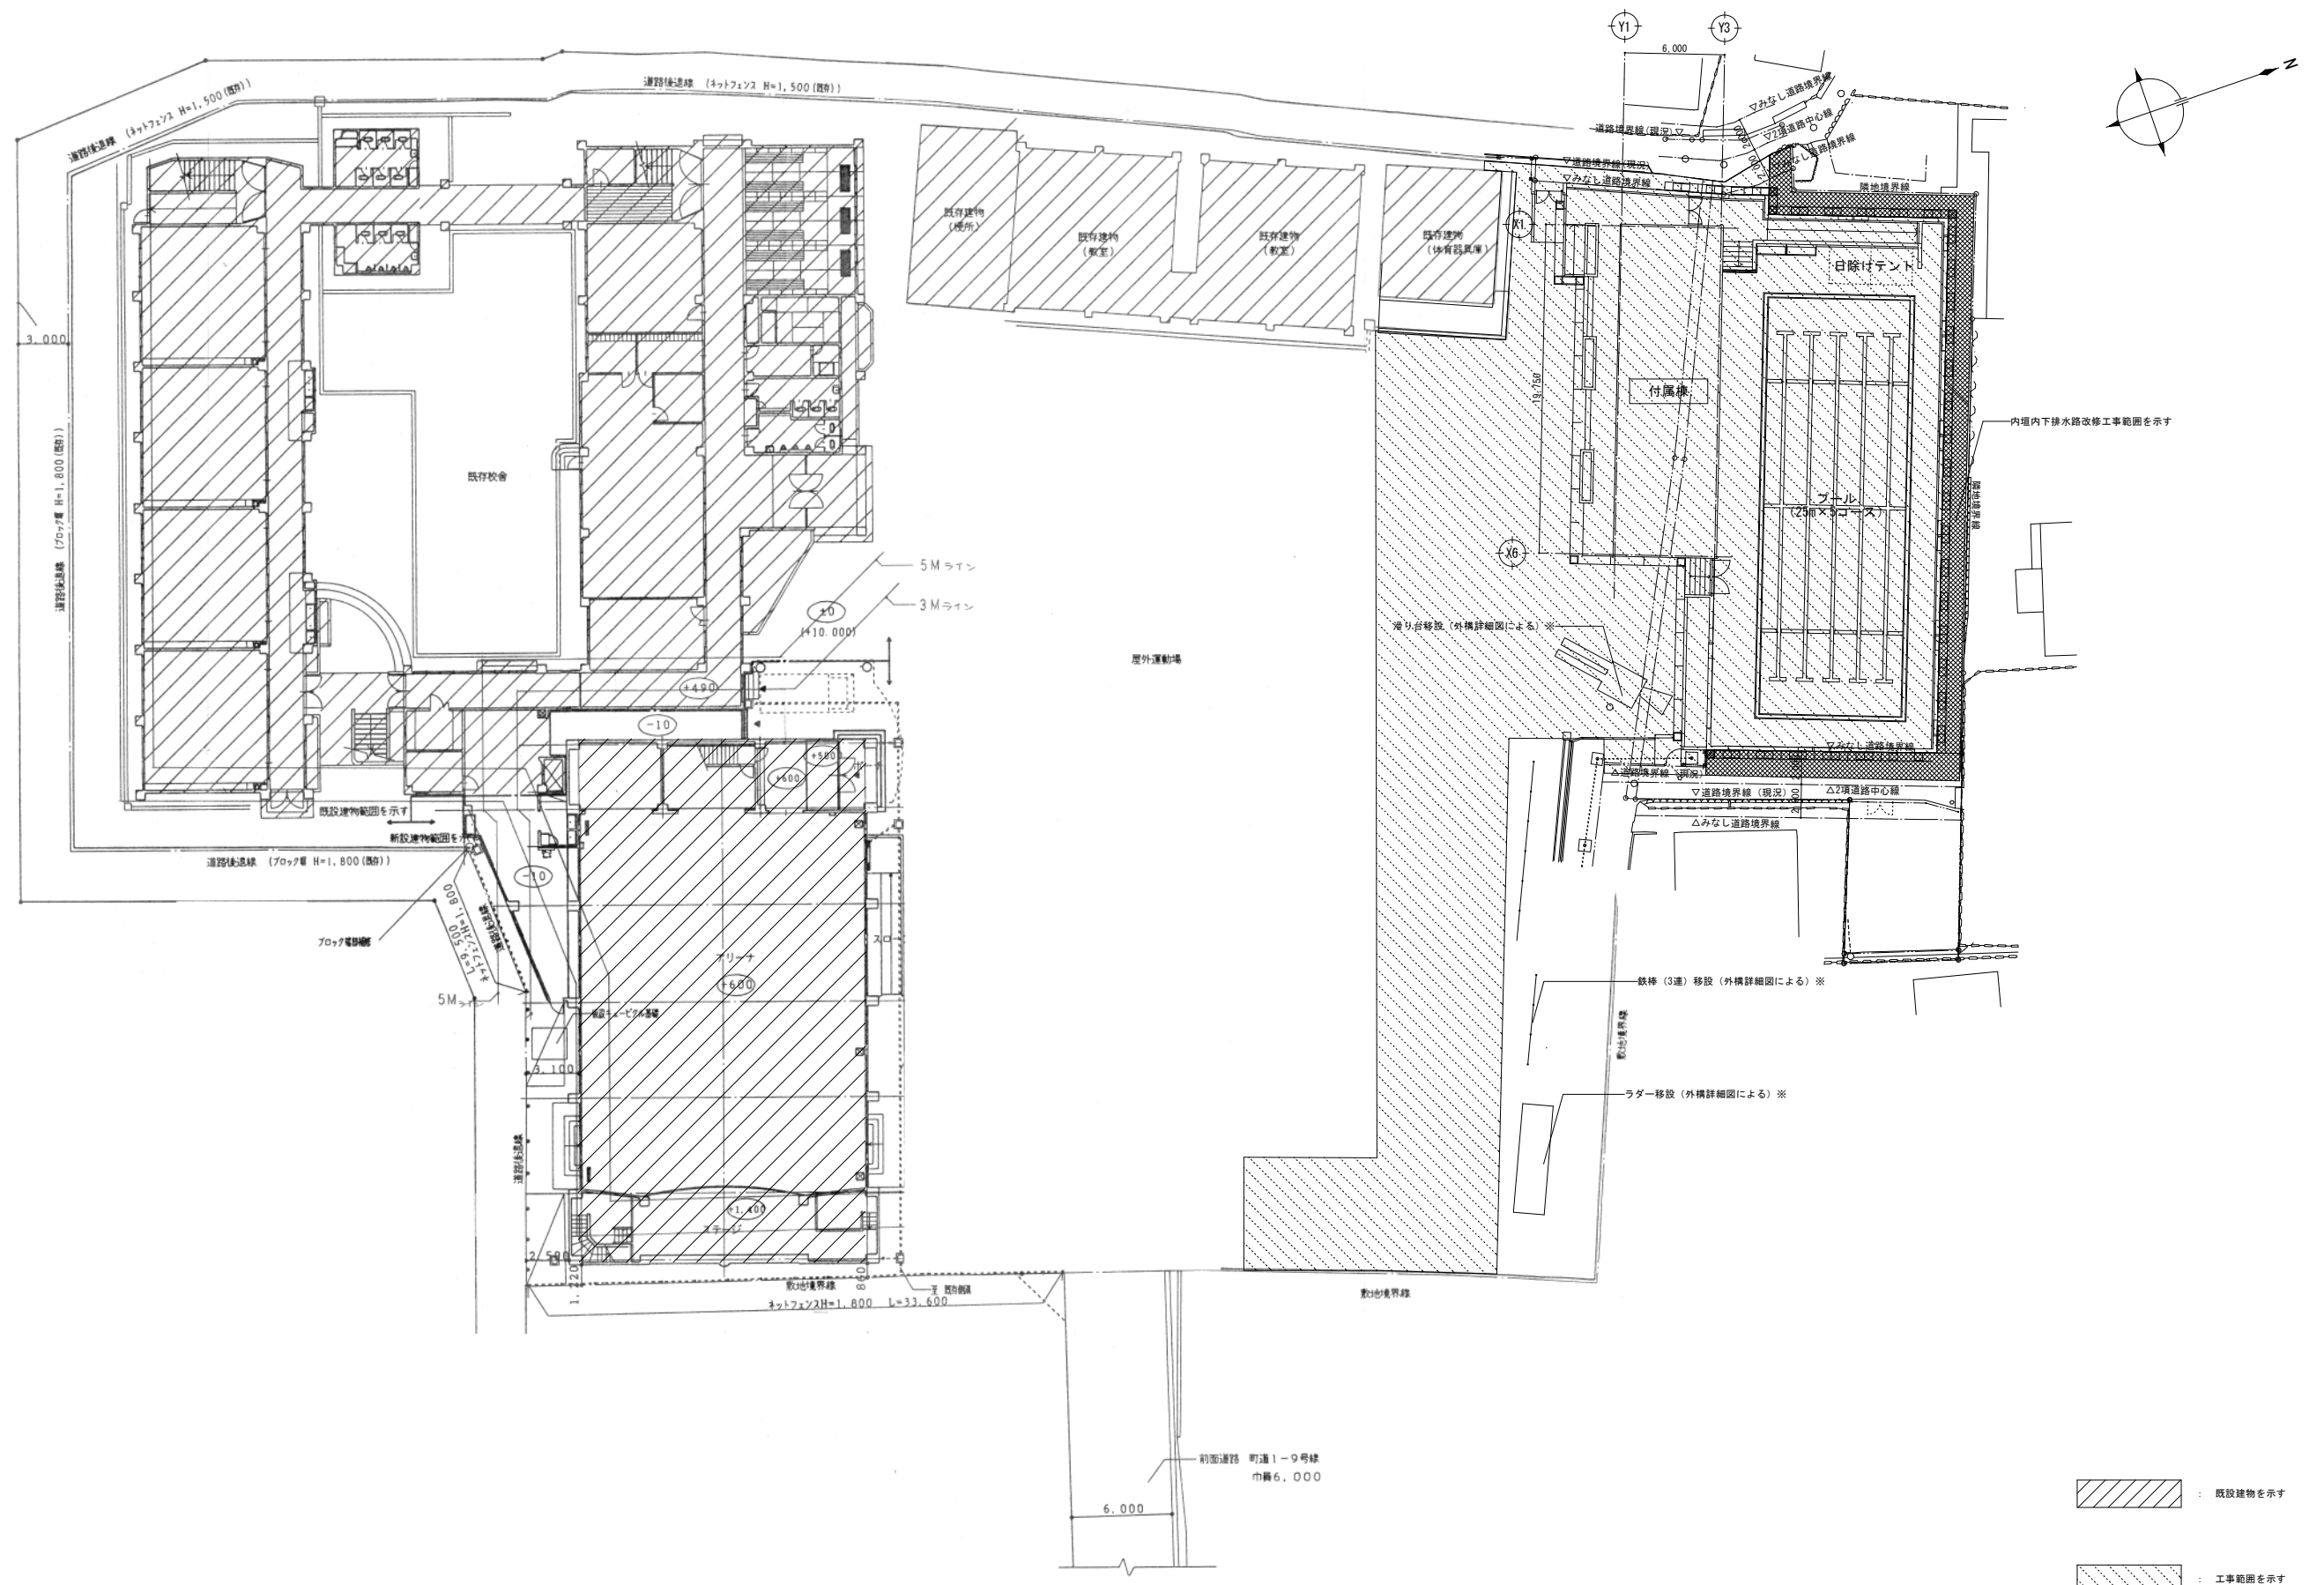 Y1
Y3
6,000
N
道路後退線 (ネットフェンス H=1,500(既存))
道路後退線 (ネットフェンス H=1,500(既存))
▽みなし道路境界線
▽2項道路中心線
道路境界線(現況)▽
▽道路境界線(現況)
▽みなし道路境界線
隣地境界線
X1
既存建物
(便所)
既存建物
(教室)
既存建物
(教室)
既存建物
(体育器具庫)
日除けテント
3,000
19,750
付属棟
内垣内下排水路改修工事範囲を示す
道路後退線 (ブロック塀 H=1,800(既存))
既存校舎
プール
(25m×5コース)
隣地境界線
X6
5Mライン
3Mライン
±0
(+10.000)
滑り台移設(外構詳細図による)※
屋外運動場
+490
-10
+580
+600
▽みなし道路境界線
△道路境界線(現況)
▽道路境界線(現況)
△2項道路中心線
△みなし道路境界線
既設建物範囲を示す
新設建物範囲を示
道路後退線 (ブロック塀 H=1,800(既存))
-10
道路後退線
ネットフェンスH=1,800
L=9,500
スロ
アリーナ
+600
5Mライン
鉄棒(3連)移設(外構詳細図による)※
敷地境界線
3,100
ラダー移設(外構詳細図による)※
道路後退線
+1,400
ステージ
2,500
860
敷地境界線
ネットフェンスH=1,800 L=33,600
敷地境界線
前面道路 町道1-9号線
巾員6,000
6,000
: 既設建物を示す
: 工事範囲を示す